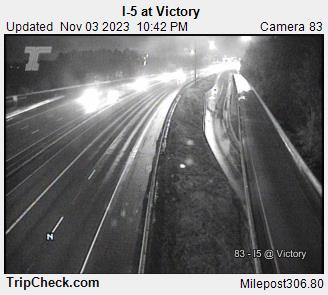 I-5 at Victory
Updated Nov 03 2023 10:42 PM Camera 83
T
N
83 - I5 @ Victory
TripCheck.com Milepost306.80